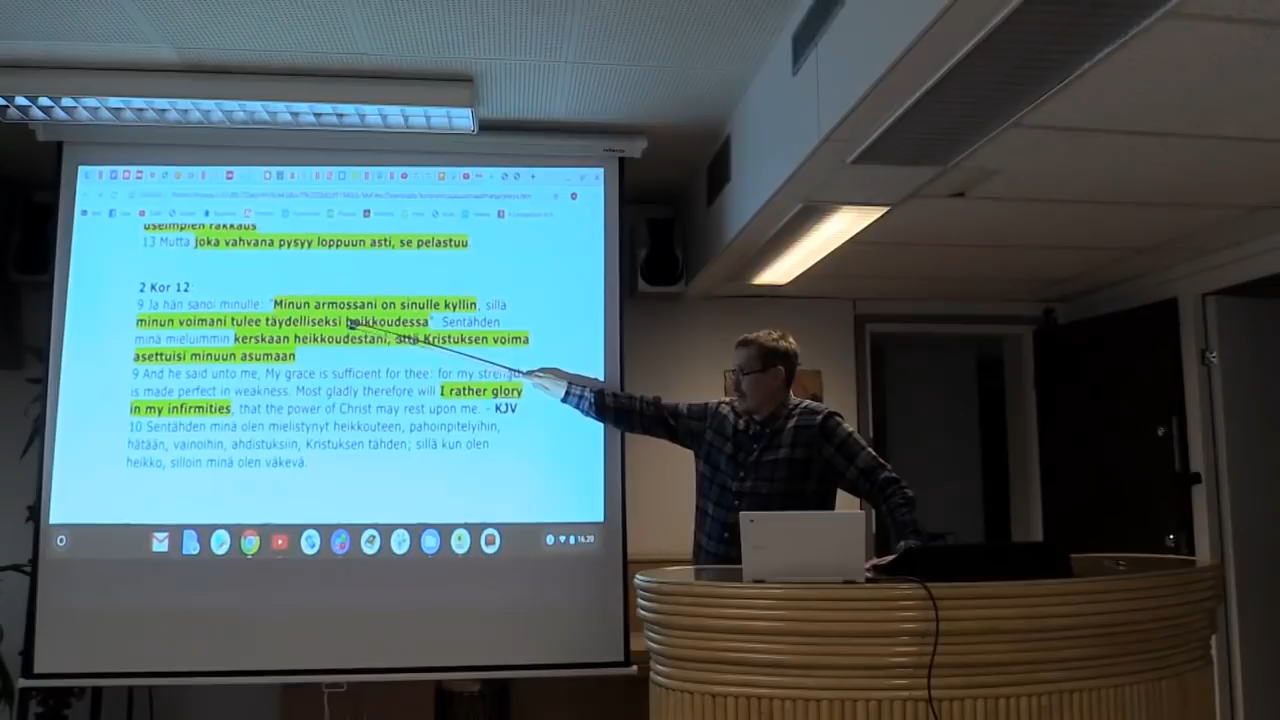 useimpien rakkaus
13 Mutta joka vahvana pysyy loppuun asti, se pelastuu.
2 Kor 12:
9 Ja hän sanoi minulle: "Minun armossani on sinulle kyllin, sillä
minun voimani tulee täydelliseksi heikkoudessa". Sentähden
minä mieluimmin kerskaan heikkoudestani, että Kristuksen voima
asettuisi minuun asumaan
9 And he said unto me, My grace is sufficient for thee: for my strength
is made perfect in weakness. Most gladly therefore will I rather glory
in my infirmities, that the power of Christ may rest upon me. - KJV
10 Sentähden minä olen mielistynyt heikkouteen, pahoinpitelyihin,
hätään, vainoihin, ahdistuksiin, Kristuksen tähden; sillä kun olen
heikko, silloin minä olen väkevä.
16.20